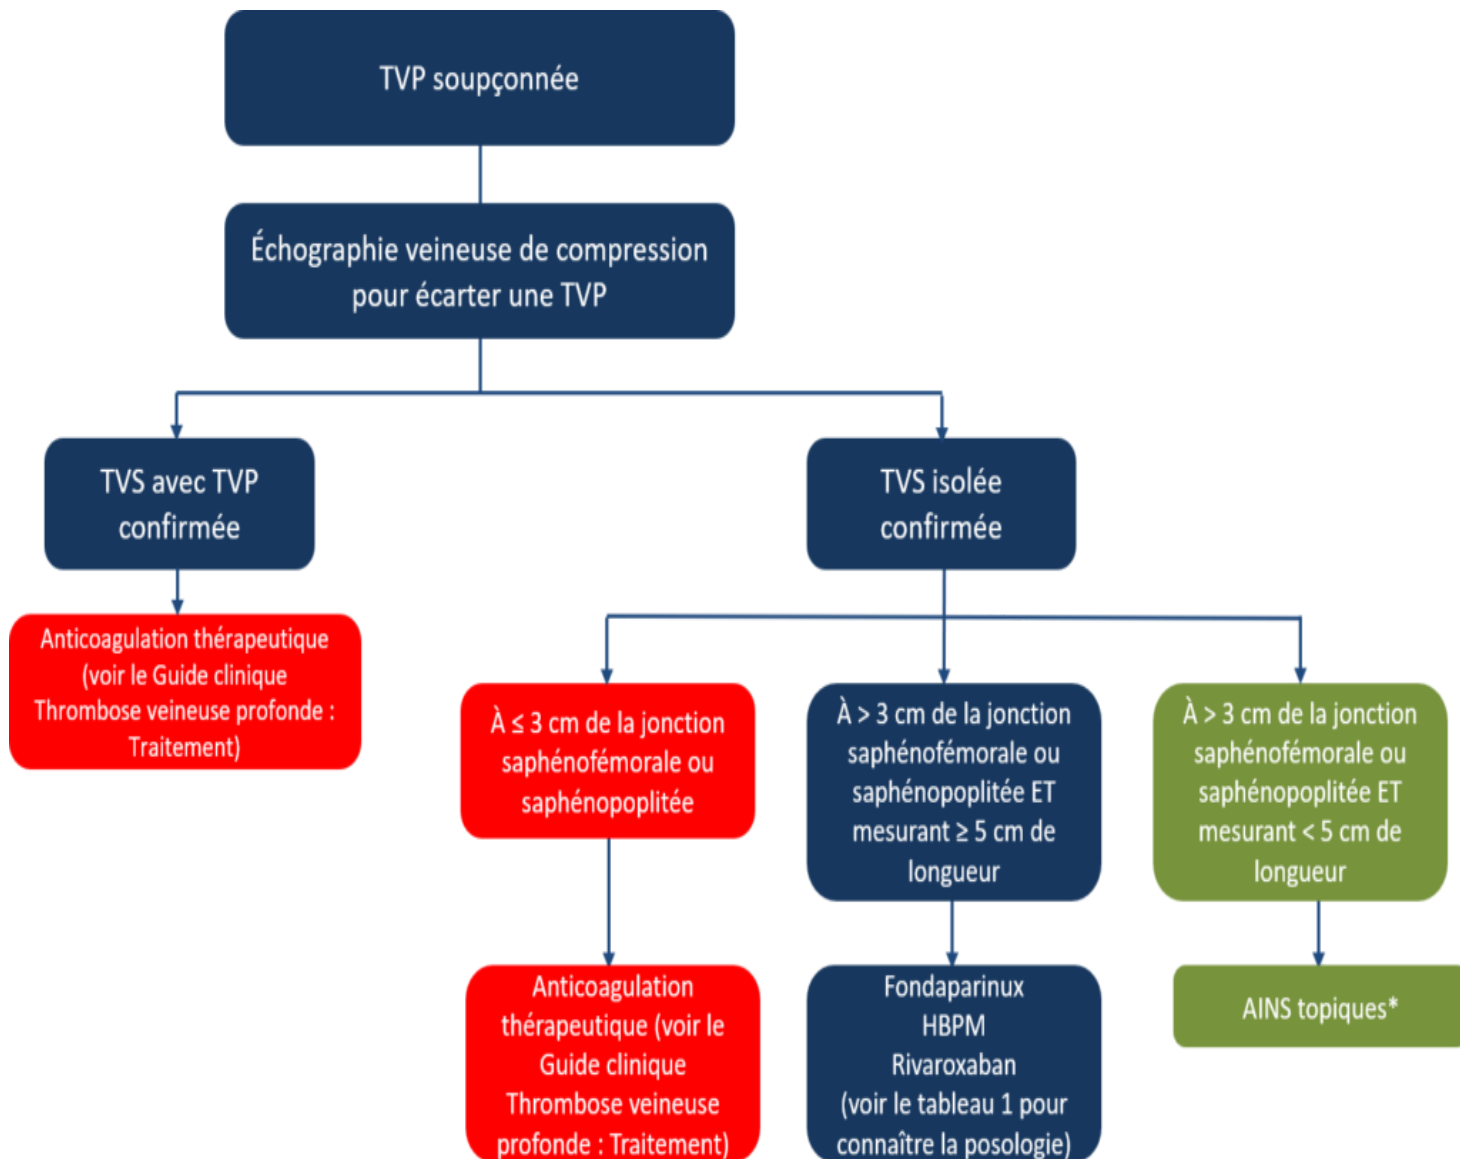 TVP soupçonnée
Échographie veineuse de compression
pour écarter une TVP
TVS avec TVP
confirmée
TVS isolée
confirmée
Anticoagulation thérapeutique
(voir le Guide clinique
Thrombose veineuse profonde :
Traitement)
À ≤ 3 cm de la jonction
saphénofémorale ou
saphénopoplitée
À > 3 cm de la jonction
saphénofémorale ou
saphénopoplitée ET
mesurant ≥ 5 cm de
longueur
À > 3 cm de la jonction
saphénofémorale ou
saphénopoplitée ET
mesurant < 5 cm de
longueur
Anticoagulation
thérapeutique (voir le
Guide clinique
Thrombose veineuse
profonde : Traitement)
Fondaparinux
HBPM
Rivaroxaban
(voir le tableau 1 pour
connaître la posologie)
AINS topiques*